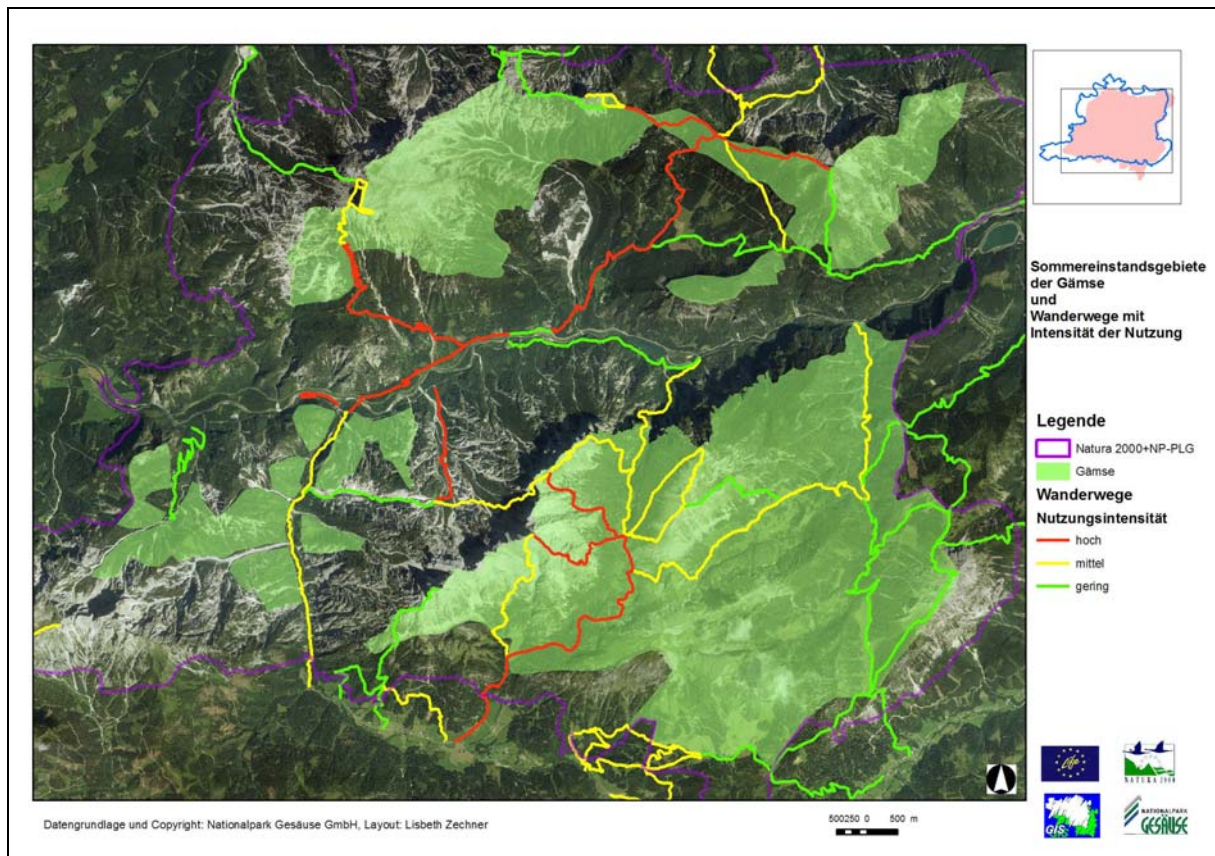 Sommereinstandsgebiete
der Gämse
und
Wanderwege mit
Intensität der Nutzung
Legende
Natura 2000+NP-PLG
Gämse
Wanderwege
Nutzungsintensität
hoch
mittel
gering
Life
NATURA 2000
GIS
NATIONALPARK
GESÄUSE
Datengrundlage und Copyright: Nationalpark Gesäuse GmbH, Layout: Lisbeth Zechner
500250 0 500 m